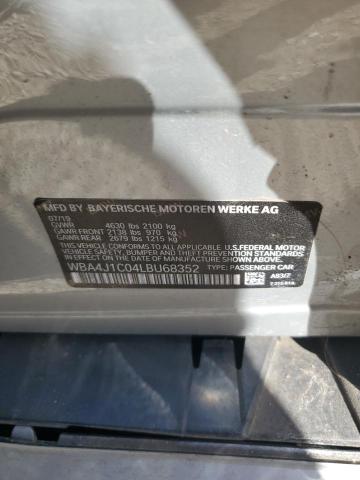 MFD BY BAYERISCHE MOTOREN WERKE AG
07/19
GVWR 4630 lbs 2100 kg
GAWR FRONT 2138 lbs 970 kg
GAWR REAR 2679 lbs 1215 kg
THIS VEHICLE CONFORMS TO ALL APPLICABLE U.S. FEDERAL MOTOR
VEHICLE SAFETY, BUMPER AND THEFT PREVENTION STANDARDS
IN EFFECT ON THE DATE OF MANUFACTURE SHOWN ABOVE.
WBA4J1C04LBU68352 TYPE: PASSENGER CAR